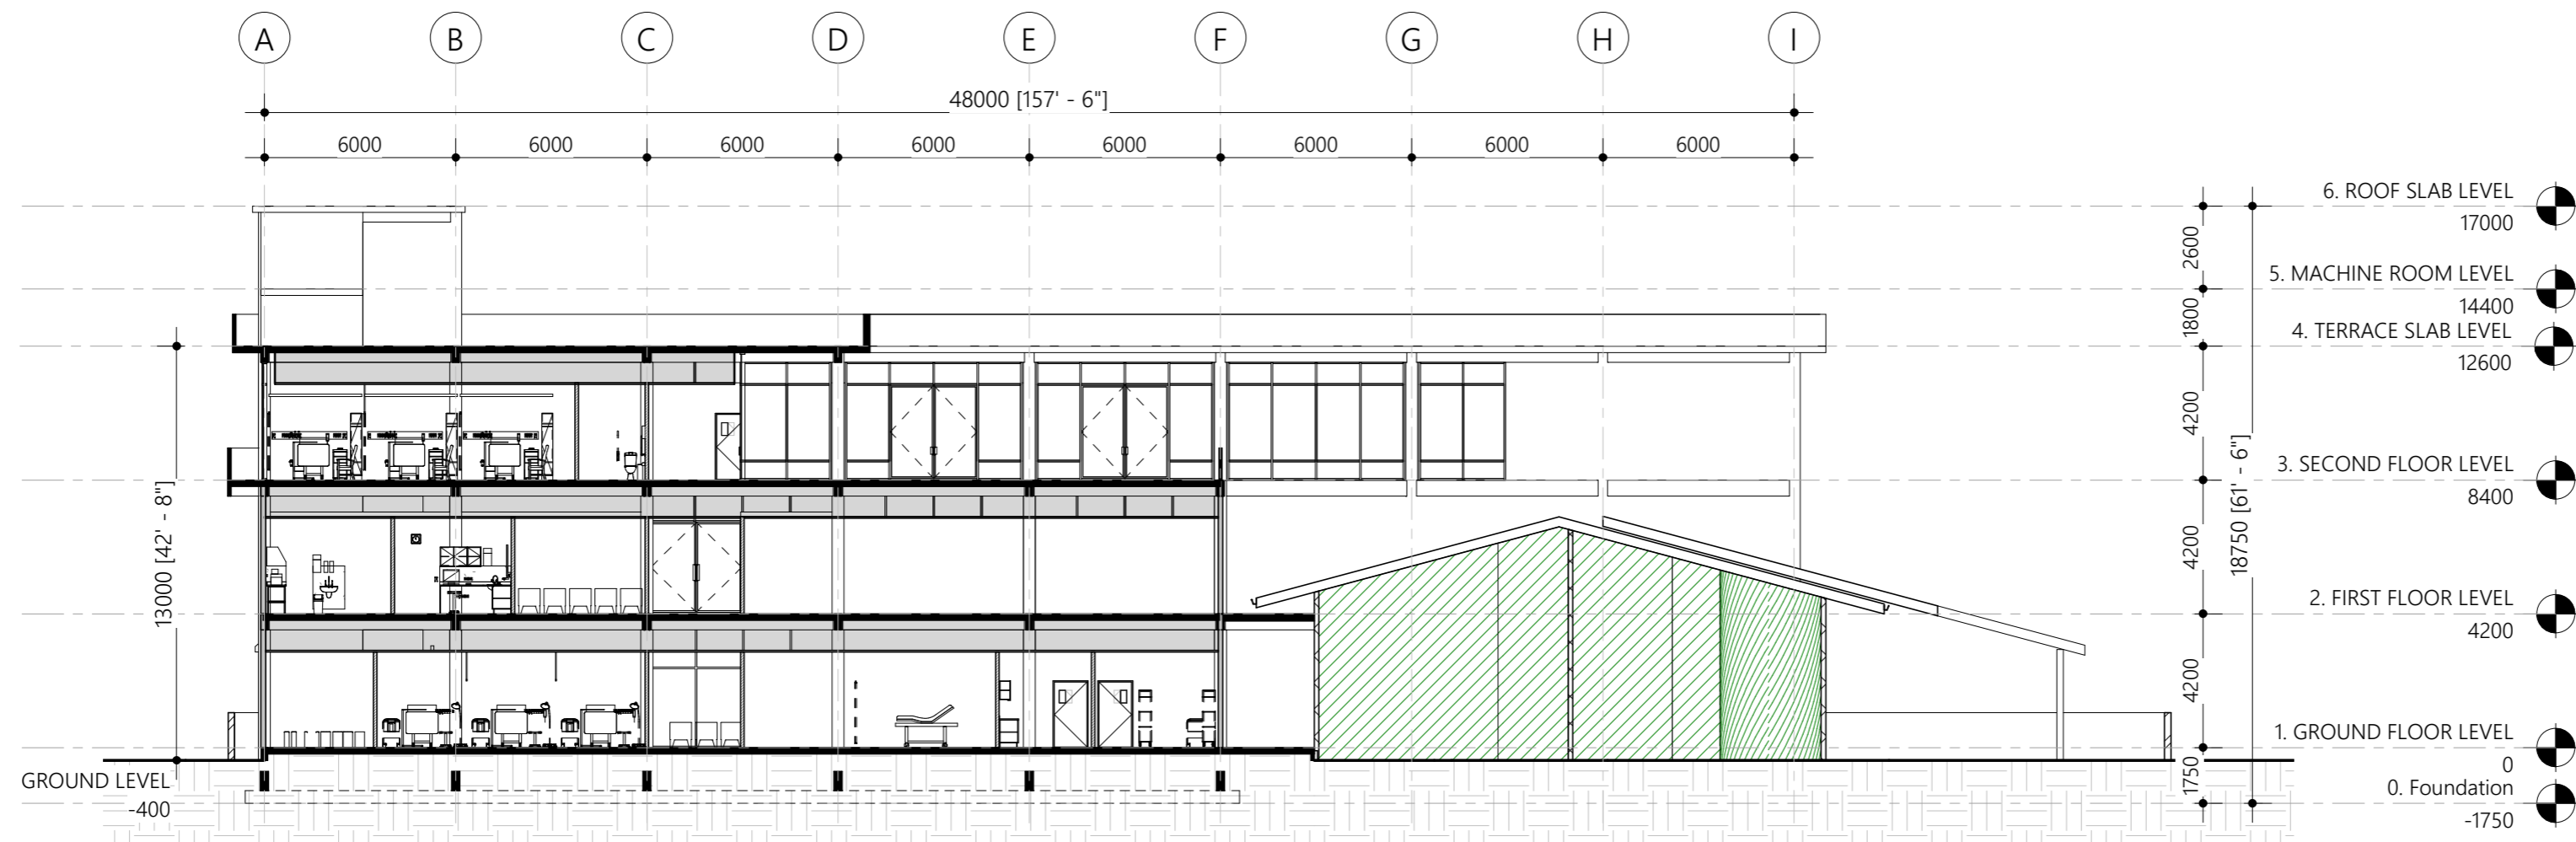 A B C D E F G H I
48000 [157' - 6"]
6000 6000 6000 6000 6000 6000 6000 6000
6. ROOF SLAB LEVEL
17000
2600
5. MACHINE ROOM LEVEL
14400
1800
4. TERRACE SLAB LEVEL
12600
4200
3. SECOND FLOOR LEVEL
8400
18750 [61' - 6"]
13000 [42' - 8"]
4200
2. FIRST FLOOR LEVEL
4200
4200
1. GROUND FLOOR LEVEL
0
1750
0. Foundation
-1750
GROUND LEVEL
-400